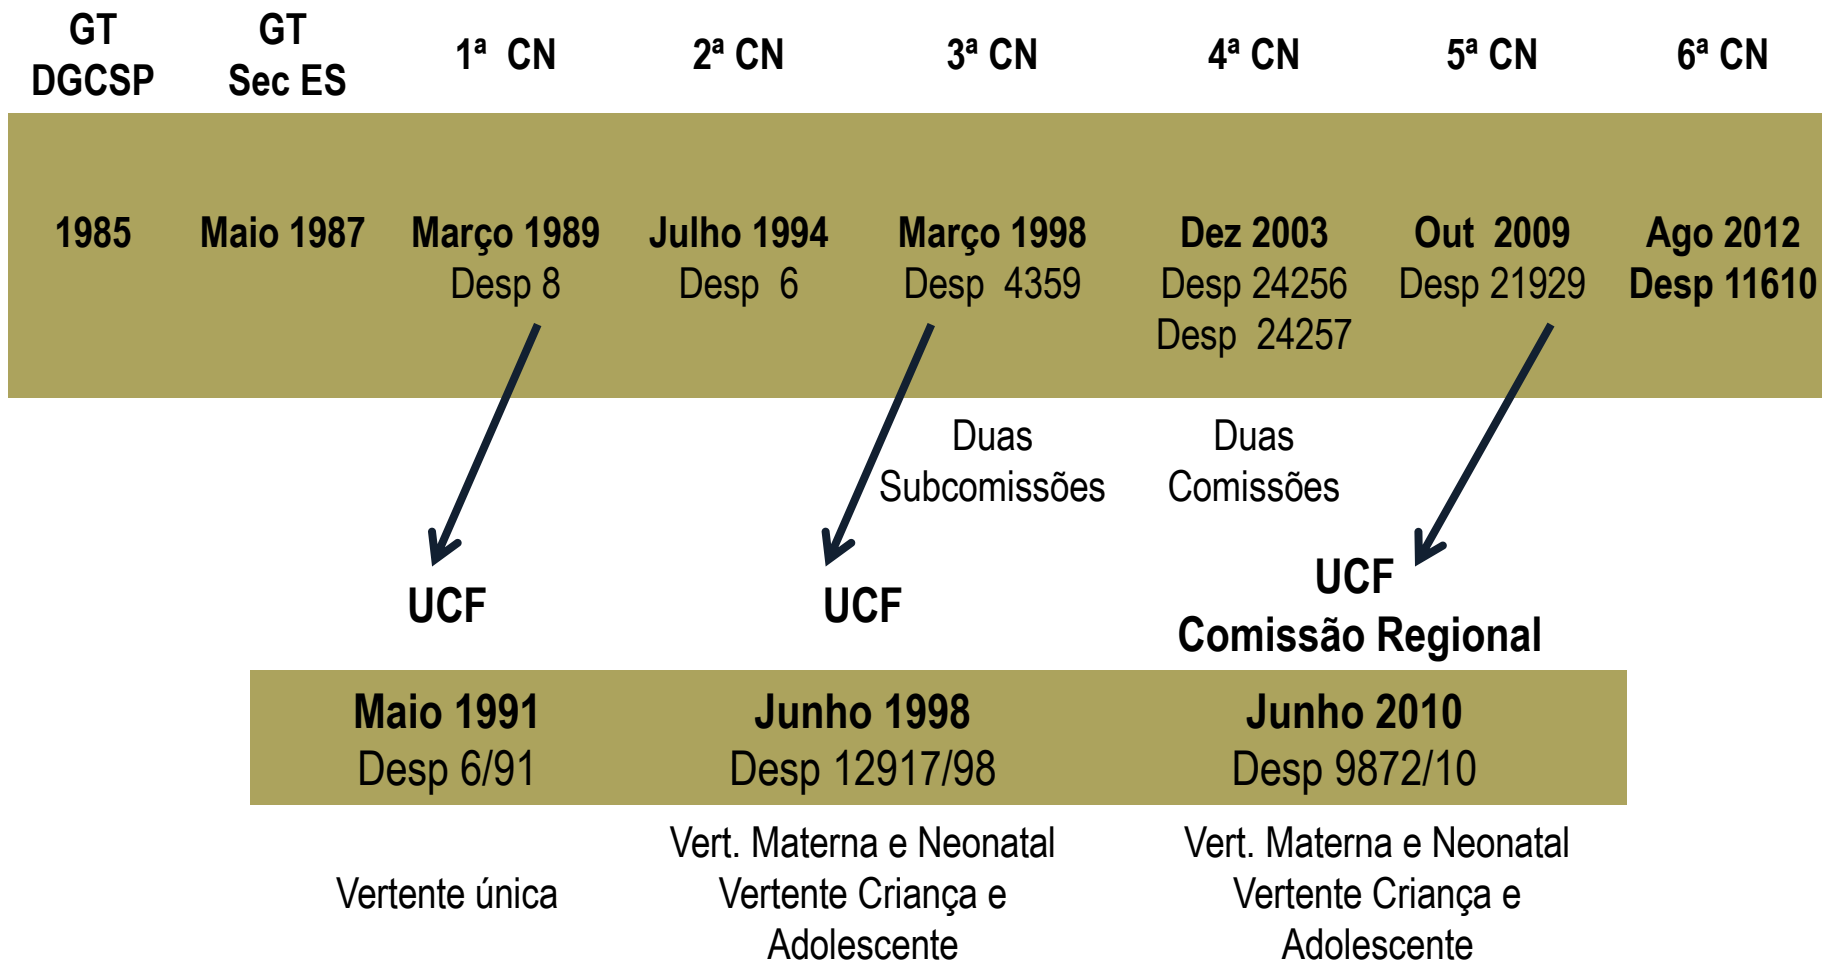 GT
DGCSP
GT
Sec ES
1ª CN
2ª CN
3ª CN
4ª CN
5ª CN
6ª CN
1985
Maio 1987
Março 1989
Desp 8
Julho 1994
Desp 6
Março 1998
Desp 4359
Dez 2003
Desp 24256
Desp 24257
Out 2009
Desp 21929
Ago 2012
Desp 11610
Duas
Subcomissões
Duas
Comissões
UCF
UCF
UCF
Comissão Regional
Maio 1991
Desp 6/91
Junho 1998
Desp 12917/98
Junho 2010
Desp 9872/10
Vertente única
Vert. Materna e Neonatal
Vertente Criança e
Adolescente
Vert. Materna e Neonatal
Vertente Criança e
Adolescente